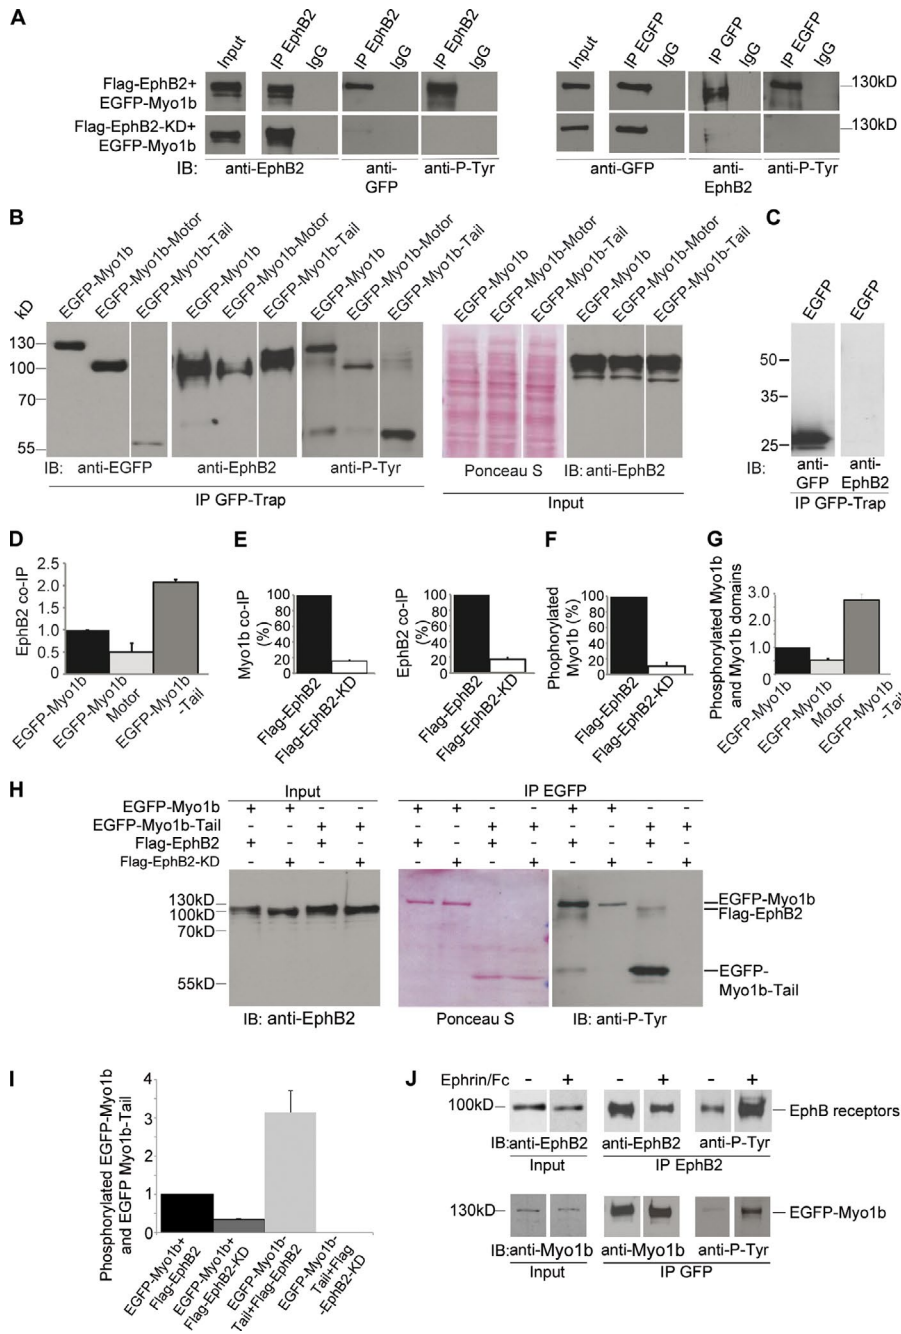 A
Input
IP EphB2
IgG
IP EphB2
IgG
IP EphB2
IgG
Input
IP EGFP
IgG
IP GFP
IgG
IP EGFP
IgG
Flag-EphB2+
EGFP-Myo1b
130kD
Flag-EphB2-KD+
EGFP-Myo1b
130kD
IB: anti-EphB2 anti-GFP anti-P-Tyr
anti-GFP anti-EphB2 anti-P-Tyr
B
EGFP-Myo1b
EGFP-Myo1b-Motor
EGFP-Myo1b-Tail
EGFP-Myo1b
EGFP-Myo1b-Motor
EGFP-Myo1b-Tail
EGFP-Myo1b
EGFP-Myo1b-Motor
EGFP-Myo1b-Tail
EGFP-Myo1b
EGFP-Myo1b-Motor
EGFP-Myo1b-Tail
EGFP-Myo1b
EGFP-Myo1b-Motor
EGFP-Myo1b-Tail
kD
130
100
70
55
IB: anti-EGFP anti-EphB2 anti-P-Tyr
IP GFP-Trap
Ponceau S IB: anti-EphB2
Input
C
EGFP
EGFP
50
35
25
IB: anti-GFP anti-EphB2
IP GFP-Trap
D
EphB2 co-IP
2.5
2.0
1.5
1.0
0.5
0
EGFP-Myo1b
EGFP-Myo1b
Motor
EGFP-Myo1b
-Tail
E
Myo1b co-IP
(%)
100
80
60
40
20
0
Flag-EphB2
Flag-EphB2-KD
EphB2 co-IP
(%)
100
80
60
40
20
0
Flag-EphB2
Flag-EphB2-KD
F
Phophorylated
Myo1b (%)
100
80
60
40
20
0
Flag-EphB2
Flag-EphB2-KD
G
Phosphorylated Myo1b
and Myo1b domains
3.0
2.0
1.0
0
EGFP-Myo1b
EGFP-Myo1b
Motor
EGFP-Myo1b
-Tail
H
Input IP EGFP
EGFP-Myo1b + + - - + + - - + + - -
EGFP-Myo1b-Tail - - + + - - + + - - + +
Flag-EphB2 + - + - + - + - + - + -
Flag-EphB2-KD - + - + - + - + - + - +
130kD
100kD
70kD
55kD
EGFP-Myo1b
Flag-EphB2
EGFP-
Myo1b-Tail
IB: anti-EphB2 Ponceau S IB: anti-P-Tyr
I
Phosphorylated EGFP-Myo1b
and EGFP Myo1b-Tail
4
3
2
1
0
EGFP-Myo1b+
Flag-EphB2
EGFP-Myo1b+
Flag-EphB2-KD
EGFP-Myo1b-
Tail+Flag-EphB2
EGFP-Myo1b-
Tail+Flag
-EphB2-KD
J
Ephrin/Fc - + - + - +
100kD
EphB receptors
IB:anti-EphB2 anti-EphB2 anti-P-Tyr
Input IP EphB2
130kD
EGFP-Myo1b
IB:anti-Myo1b anti-Myo1b anti-P-Tyr
Input IP GFP